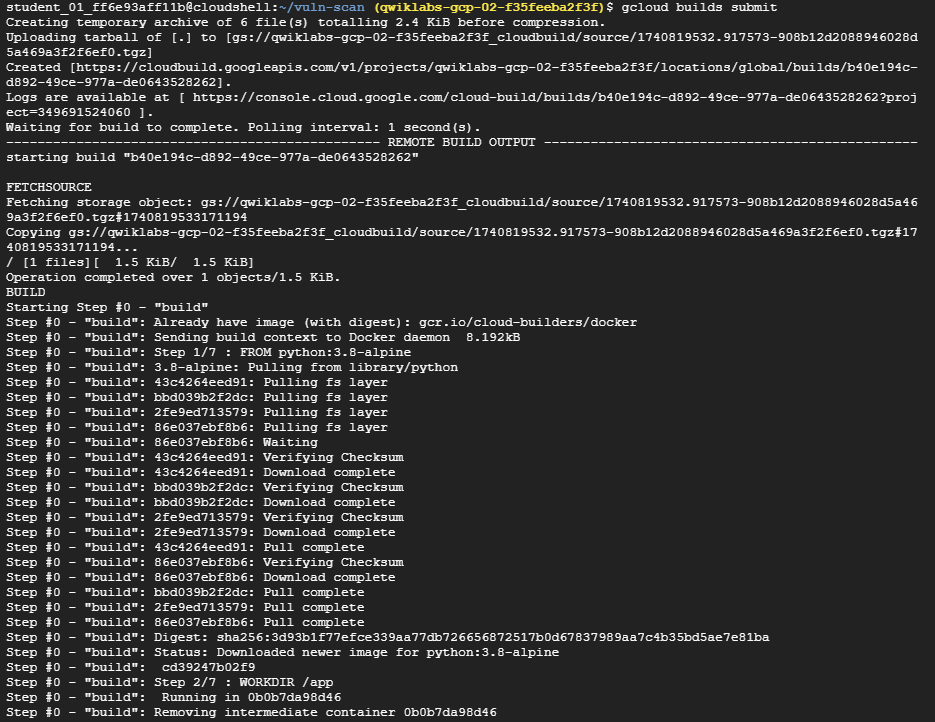 student_01_ff6e93aff11b@cloudshell:~/vuln-scan (qwiklabs-gcp-02-f35feeba2f3f)$ gcloud builds submit
Creating temporary archive of 6 file(s) totalling 2.4 KiB before compression.
Uploading tarball of [.] to [gs://qwiklabs-gcp-02-f35feeba2f3f_cloudbuild/source/1740819532.917573-908b12d2088946028d
5a469a3f2f6ef0.tgz]
Created [https://cloudbuild.googleapis.com/v1/projects/qwiklabs-gcp-02-f35feeba2f3f/locations/global/builds/b40e194c-
d892-49ce-977a-de0643528262].
Logs are available at [ https://console.cloud.google.com/cloud-build/builds/b40e194c-d892-49ce-977a-de0643528262?proj
ect=349691524060 ].
Waiting for build to complete. Polling interval: 1 second(s).
------------------------------------------------ REMOTE BUILD OUTPUT ------------------------------------------------
starting build "b40e194c-d892-49ce-977a-de0643528262"

FETCHSOURCE
Fetching storage object: gs://qwiklabs-gcp-02-f35feeba2f3f_cloudbuild/source/1740819532.917573-908b12d2088946028d5a46
9a3f2f6ef0.tgz#1740819533171194
Copying gs://qwiklabs-gcp-02-f35feeba2f3f_cloudbuild/source/1740819532.917573-908b12d2088946028d5a469a3f2f6ef0.tgz#17
40819533171194...
/ [1 files][  1.5 KiB/  1.5 KiB]
Operation completed over 1 objects/1.5 KiB.
BUILD
Starting Step #0 - "build"
Step #0 - "build": Already have image (with digest): gcr.io/cloud-builders/docker
Step #0 - "build": Sending build context to Docker daemon  8.192kB
Step #0 - "build": Step 1/7 : FROM python:3.8-alpine
Step #0 - "build": 3.8-alpine: Pulling from library/python
Step #0 - "build": 43c4264eed91: Pulling fs layer
Step #0 - "build": bbd039b2f2dc: Pulling fs layer
Step #0 - "build": 2fe9ed713579: Pulling fs layer
Step #0 - "build": 86e037ebf8b6: Pulling fs layer
Step #0 - "build": 86e037ebf8b6: Waiting
Step #0 - "build": 43c4264eed91: Verifying Checksum
Step #0 - "build": 43c4264eed91: Download complete
Step #0 - "build": bbd039b2f2dc: Verifying Checksum
Step #0 - "build": bbd039b2f2dc: Download complete
Step #0 - "build": 2fe9ed713579: Verifying Checksum
Step #0 - "build": 2fe9ed713579: Download complete
Step #0 - "build": 43c4264eed91: Pull complete
Step #0 - "build": 86e037ebf8b6: Verifying Checksum
Step #0 - "build": 86e037ebf8b6: Download complete
Step #0 - "build": bbd039b2f2dc: Pull complete
Step #0 - "build": 2fe9ed713579: Pull complete
Step #0 - "build": 86e037ebf8b6: Pull complete
Step #0 - "build": Digest: sha256:3d93b1f77efce339aa77db726656872517b0d67837989aa7c4b35bd5ae7e81ba
Step #0 - "build": Status: Downloaded newer image for python:3.8-alpine
Step #0 - "build":  cd39247b02f9
Step #0 - "build": Step 2/7 : WORKDIR /app
Step #0 - "build":  Running in 0b0b7da98d46
Step #0 - "build": Removing intermediate container 0b0b7da98d46